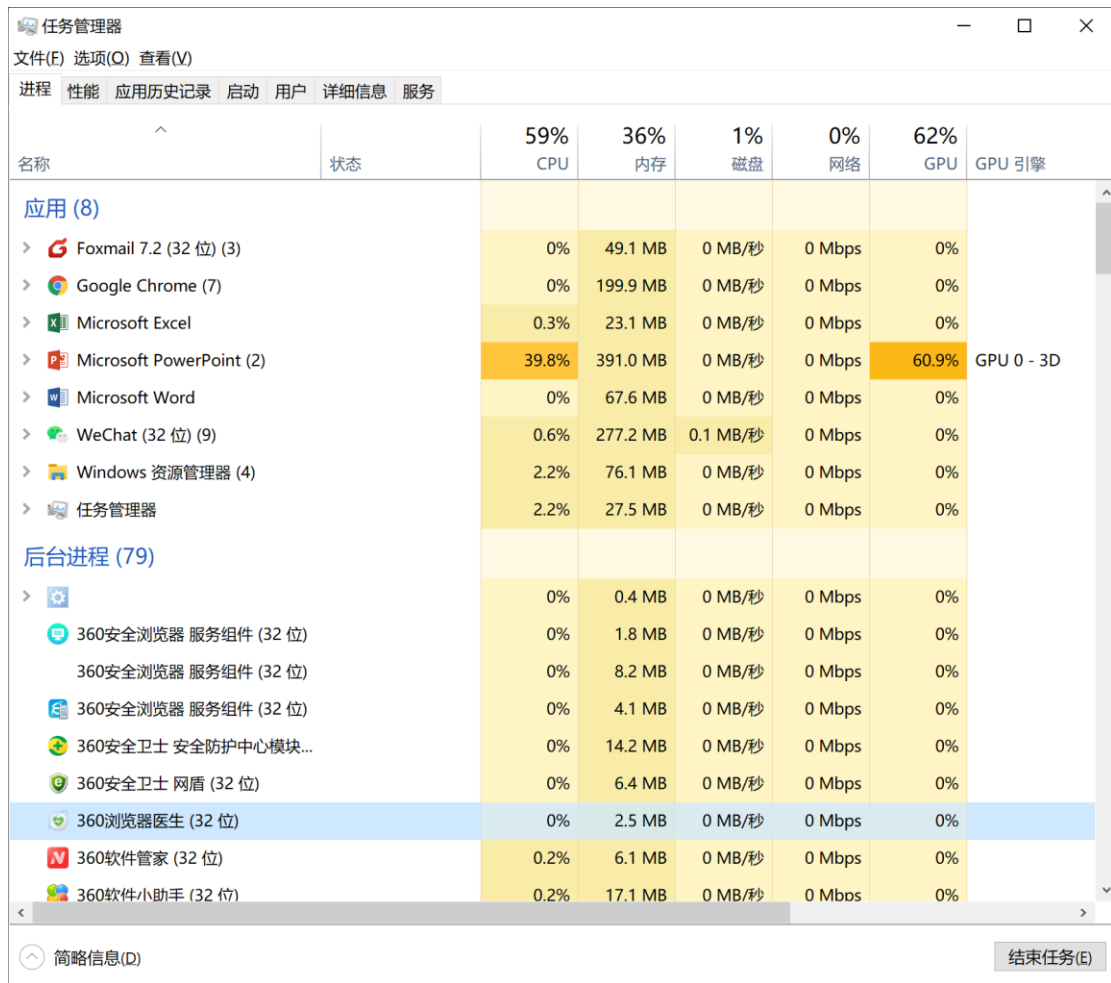 任务管理器
文件(F) 选项(O) 查看(V)
进程 性能 应用历史记录 启动 用户 详细信息 服务
59% 36% 1% 0% 62%
名称 状态 CPU 内存 磁盘 网络 GPU GPU 引擎
应用 (8)
Foxmail 7.2 (32 位) (3) 0% 49.1 MB 0 MB/秒 0 Mbps 0%
Google Chrome (7) 0% 199.9 MB 0 MB/秒 0 Mbps 0%
Microsoft Excel 0.3% 23.1 MB 0 MB/秒 0 Mbps 0%
Microsoft PowerPoint (2) 39.8% 391.0 MB 0 MB/秒 0 Mbps 60.9% GPU 0 - 3D
Microsoft Word 0% 67.6 MB 0 MB/秒 0 Mbps 0%
WeChat (32 位) (9) 0.6% 277.2 MB 0.1 MB/秒 0 Mbps 0%
Windows 资源管理器 (4) 2.2% 76.1 MB 0 MB/秒 0 Mbps 0%
任务管理器 2.2% 27.5 MB 0 MB/秒 0 Mbps 0%
后台进程 (79)
0% 0.4 MB 0 MB/秒 0 Mbps 0%
360安全浏览器 服务组件 (32 位) 0% 1.8 MB 0 MB/秒 0 Mbps 0%
360安全浏览器 服务组件 (32 位) 0% 8.2 MB 0 MB/秒 0 Mbps 0%
360安全浏览器 服务组件 (32 位) 0% 4.1 MB 0 MB/秒 0 Mbps 0%
360安全卫士 安全防护中心模块... 0% 14.2 MB 0 MB/秒 0 Mbps 0%
360安全卫士 网盾 (32 位) 0% 6.4 MB 0 MB/秒 0 Mbps 0%
360浏览器医生 (32 位) 0% 2.5 MB 0 MB/秒 0 Mbps 0%
360软件管家 (32 位) 0.2% 6.1 MB 0 MB/秒 0 Mbps 0%
360软件小助手 (32 位) 0.2% 17.1 MB 0 MB/秒 0 Mbps 0%
简略信息(D) 结束任务(E)